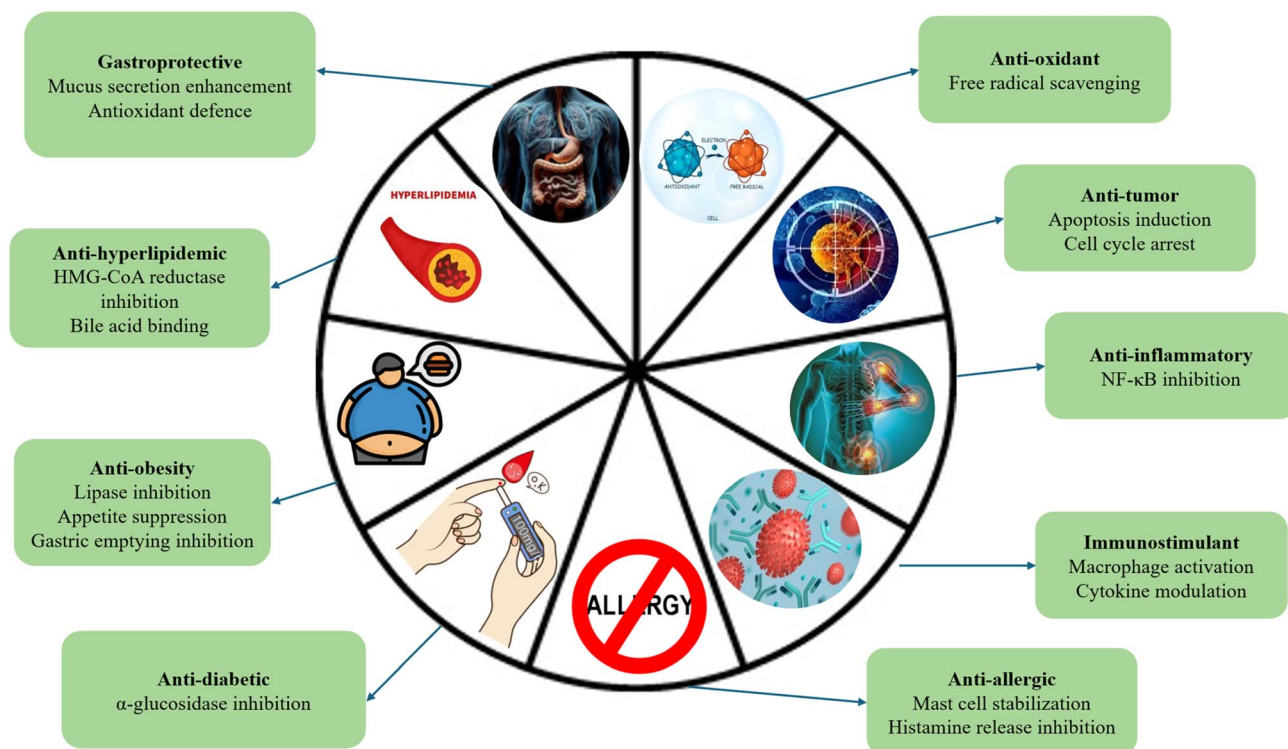 Gastroprotective
Mucus secretion enhancement
Antioxidant defence
Anti-oxidant
Free radical scavenging
ELECTRON
ANTIOXIDANT
FREE RADICAL
CELL
HYPERLIPIDEMIA
Anti-tumor
Apoptosis induction
Cell cycle arrest
Anti-hyperlipidemic
HMG-CoA reductase
inhibition
Bile acid binding
Anti-inflammatory
NF-κB inhibition
Anti-obesity
Lipase inhibition
Appetite suppression
Gastric emptying inhibition
O.K
100mg/
Immunostimulant
Macrophage activation
Cytokine modulation
ALLERGY
Anti-diabetic
α-glucosidase inhibition
Anti-allergic
Mast cell stabilization
Histamine release inhibition